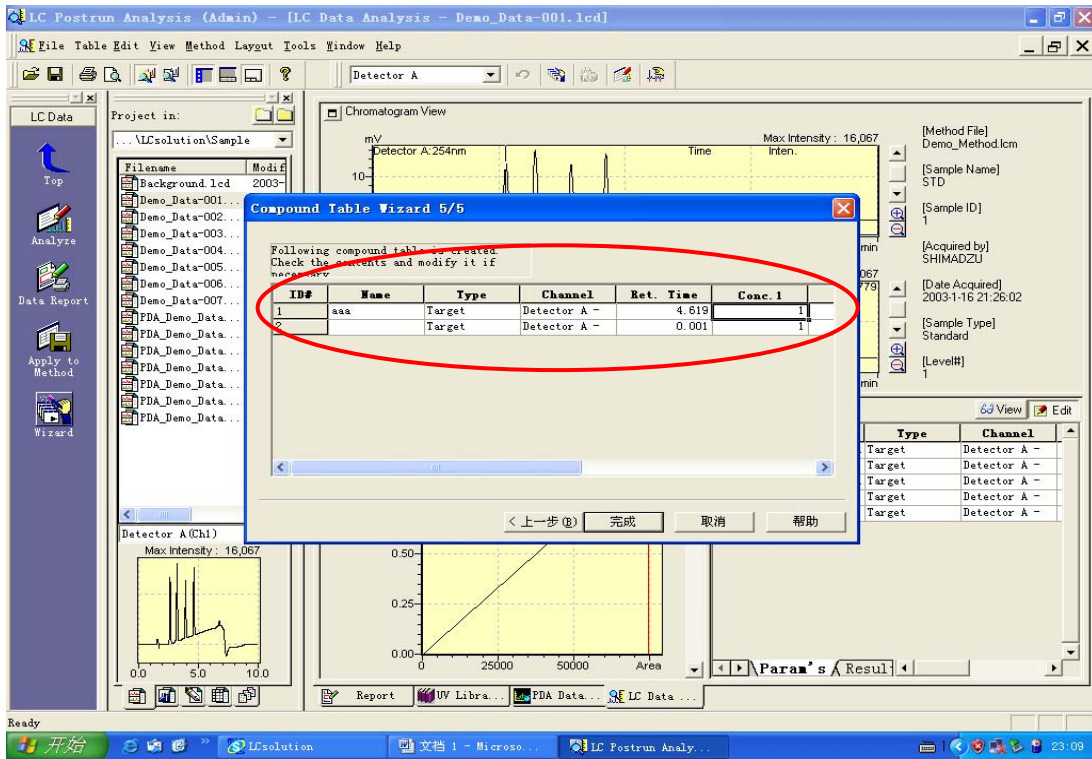 LC Postrun Analysis (Admin) - [LC Data Analysis - Demo_Data-001.lcd]
File Table Edit View Method Layout Tools Window Help
Detector A
LC Data
Top
Analyze
Data Report
Apply to
Method
Wizard
Project in:
...\LCsolution\Sample
Filename Modif
Background.lcd 2003-
Demo_Data-001...
Demo_Data-002...
Demo_Data-003...
Demo_Data-004...
Demo_Data-005...
Demo_Data-006...
Demo_Data-007...
PDA_Demo_Data...
PDA_Demo_Data...
PDA_Demo_Data...
PDA_Demo_Data...
PDA_Demo_Data...
PDA_Demo_Data...
PDA_Demo_Data...
Detector A(Ch1)
Max Intensity : 16,067
0.0 5.0 10.0
Chromatogram View
mV
Detector A:254nm
Max Intensity : 16,067
Time Inten.
10
min
067
779
min
[Method File]
Demo_Method.lcm
[Sample Name]
STD
[Sample ID]
1
[Acquired by]
SHIMADZU
[Date Acquired]
2003-1-16 21:26:02
[Sample Type]
Standard
[Level#]
1
Compound Table Wizard 5/5
Following compound table is created.
Check the contents and modify it if
necessary
ID# Name Type Channel Ret. Time Conc.1
1 aaa Target Detector A - 4.619 1
2 Target Detector A - 0.001 1
< 上一步(B) 完成 取消 帮助
View Edit
Type Channel
Target Detector A -
Target Detector A -
Target Detector A -
Target Detector A -
Target Detector A -
0.50
0.25
0.00
0 25000 50000 Area
Param's Resul
Report UV Libra... PDA Data... LC Data ...
Ready
开始 LCsolution 文档 1 - Microso... LC Postrun Analy... 23:09